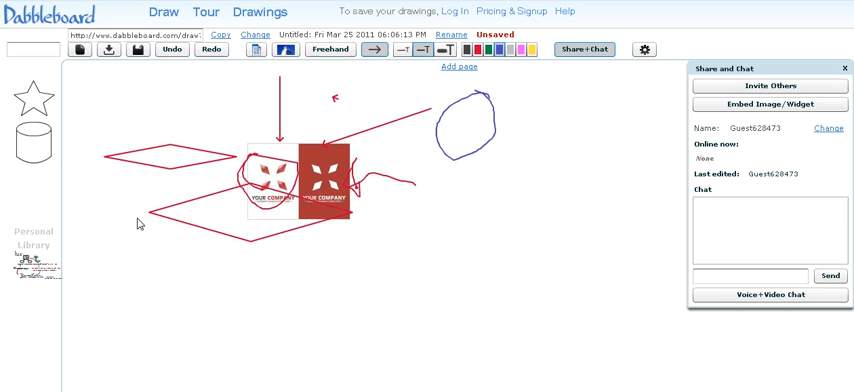 Dabbleboard
Draw Tour Drawings
To save your drawings, Log In Pricing & Signup Help
http://www.dabbleboard.com/draw? Copy Change Untitled: Fri Mar 25 2011 06:06:13 PM Rename Unsaved
Undo Redo Freehand T T T Share+Chat
Add page
Share and Chat X
Invite Others
Embed Image/Widget
Name: Guest628473 Change
Online now:
None
Last edited: Guest628473
Chat
Send
Voice+Video Chat
YOUR COMPANY YOUR COMPANY
Personal
Library